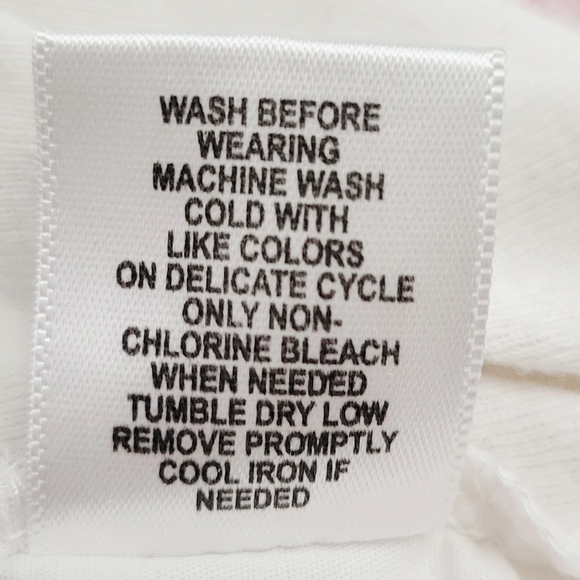 WASH BEFORE
WEARING
MACHINE WASH
COLD WITH
LIKE COLORS
ON DELICATE CYCLE
ONLY NON-
CHLORINE BLEACH
WHEN NEEDED
TUMBLE DRY LOW
REMOVE PROMPTLY
COOL IRON IF
NEEDED